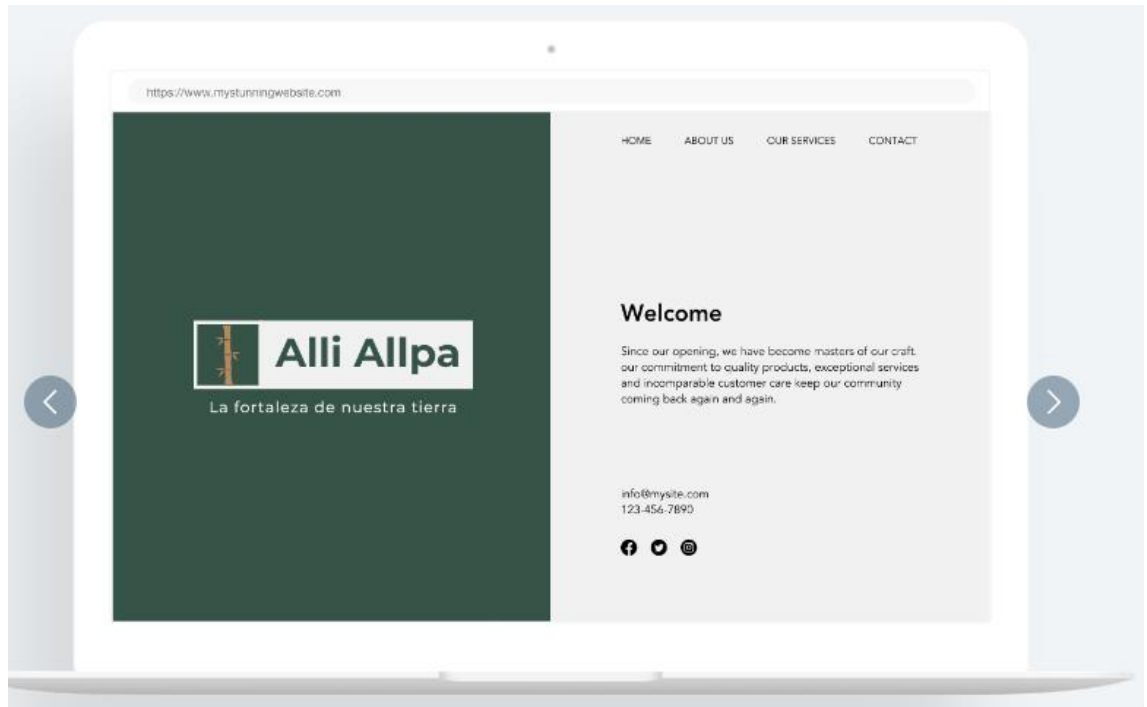 https://www.mystunningwebsite.com
HOME ABOUT US OUR SERVICES CONTACT
Alli Allpa
La fortaleza de nuestra tierra
Welcome
Since our opening, we have become masters of our craft.
our commitment to quality products, exceptional services
and incomparable customer care keep our community
coming back again and again.
info@mysite.com
123-456-7890